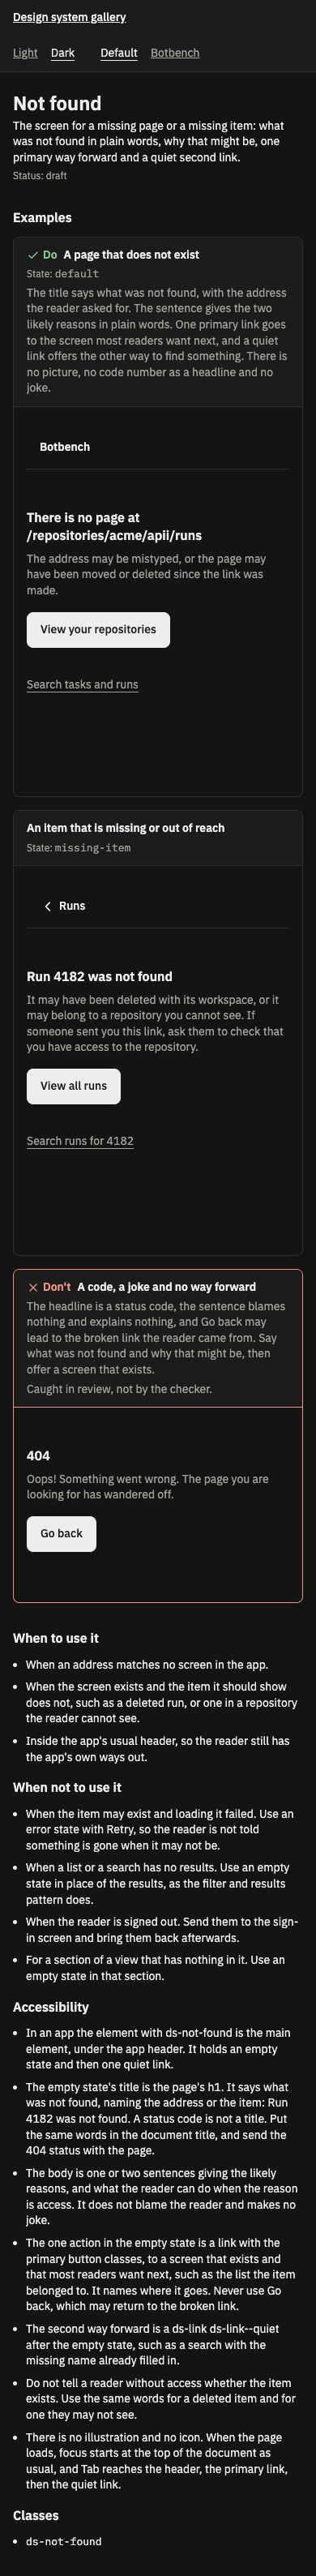 Design system gallery
Light Dark Default Botbench
Not found
The screen for a missing page or a missing item: what
was not found in plain words, why that might be, one
primary way forward and a quiet second link.
Status: draft
Examples
Do A page that does not exist
State: default
The title says what was not found, with the address
the reader asked for. The sentence gives the two
likely reasons in plain words. One primary link goes
to the screen most readers want next, and a quiet
link offers the other way to find something. There is
no picture, no code number as a headline and no
joke.
Botbench
There is no page at
/repositories/acme/apii/runs
The address may be mistyped, or the page may
have been moved or deleted since the link was
made.
View your repositories
Search tasks and runs
An item that is missing or out of reach
State: missing-item
Runs
Run 4182 was not found
It may have been deleted with its workspace, or it
may belong to a repository you cannot see. If
someone sent you this link, ask them to check that
you have access to the repository.
View all runs
Search runs for 4182
Don't A code, a joke and no way forward
The headline is a status code, the sentence blames
nothing and explains nothing, and Go back may
lead to the broken link the reader came from. Say
what was not found and why that might be, then
offer a screen that exists.
Caught in review, not by the checker.
404
Oops! Something went wrong. The page you are
looking for has wandered off.
Go back
When to use it
When an address matches no screen in the app.
When the screen exists and the item it should show
does not, such as a deleted run, or one in a repository
the reader cannot see.
Inside the app's usual header, so the reader still has
the app's own ways out.
When not to use it
When the item may exist and loading it failed. Use an
error state with Retry, so the reader is not told
something is gone when it may not be.
When a list or a search has no results. Use an empty
state in place of the results, as the filter and results
pattern does.
When the reader is signed out. Send them to the sign-
in screen and bring them back afterwards.
For a section of a view that has nothing in it. Use an
empty state in that section.
Accessibility
In an app the element with ds-not-found is the main
element, under the app header. It holds an empty
state and then one quiet link.
The empty state's title is the page's h1. It says what
was not found, naming the address or the item: Run
4182 was not found. A status code is not a title. Put
the same words in the document title, and send the
404 status with the page.
The body is one or two sentences giving the likely
reasons, and what the reader can do when the reason
is access. It does not blame the reader and makes no
joke.
The one action in the empty state is a link with the
primary button classes, to a screen that exists and
that most readers want next, such as the list the item
belonged to. It names where it goes. Never use Go
back, which may return to the broken link.
The second way forward is a ds-link ds-link--quiet
after the empty state, such as a search with the
missing name already filled in.
Do not tell a reader without access whether the item
exists. Use the same words for a deleted item and for
one they may not see.
There is no illustration and no icon. When the page
loads, focus starts at the top of the document as
usual, and Tab reaches the header, the primary link,
then the quiet link.
Classes
ds-not-found